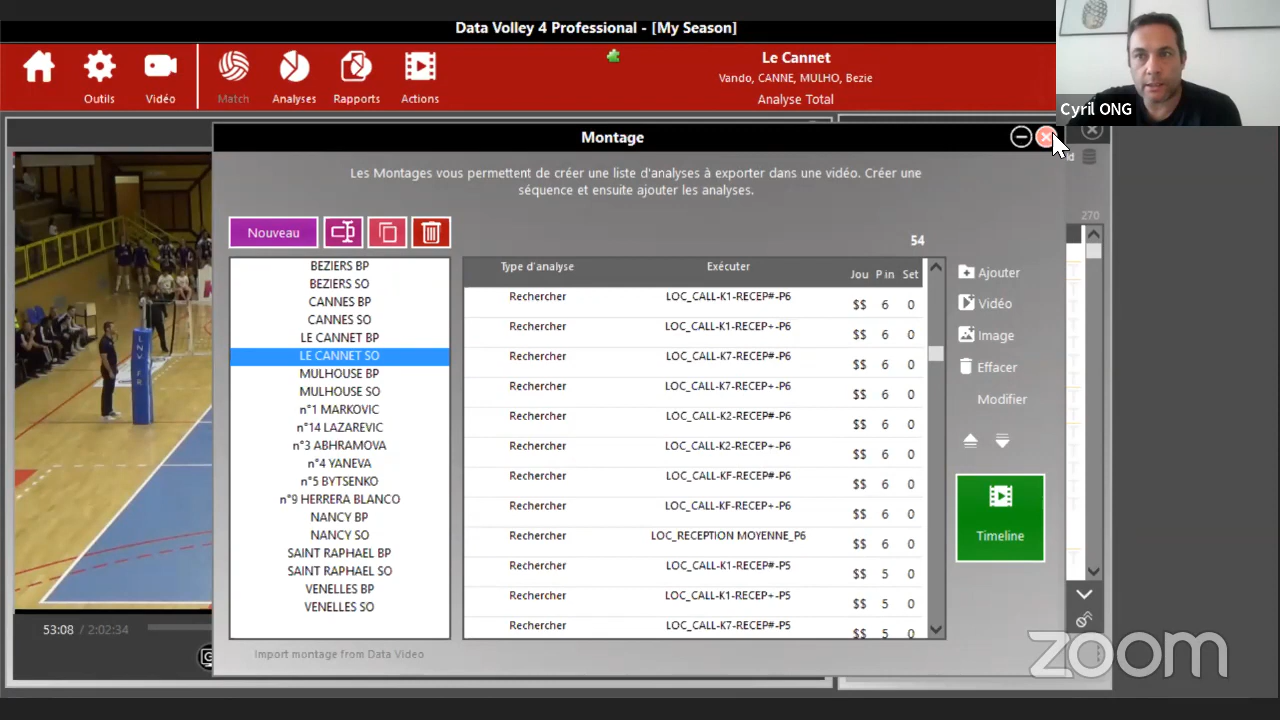 Data Volley 4 Professional - [My Season]
Outils
Vidéo
Match
Analyses
Rapports
Actions
Le Cannet
Vando, CANNE, MULHO, Bezie
Analyse Total
Cyril ONG
Montage
Les Montages vous permettent de créer une liste d'analyses à exporter dans une vidéo. Créer une
séquence et ensuite ajouter les analyses.
Nouveau
54
270
BEZIERS BP
BEZIERS SO
CANNES BP
CANNES SO
LE CANNET BP
LE CANNET SO
MULHOUSE BP
MULHOUSE SO
n°1 MARKOVIC
n°14 LAZAREVIC
n°3 ABHRAMOVA
n°4 YANEVA
n°5 BYTSENKO
n°9 HERRERA BLANCO
NANCY BP
NANCY SO
SAINT RAPHAEL BP
SAINT RAPHAEL SO
VENELLES BP
VENELLES SO
Type d'analyse Exécuter Jou P in Set
Rechercher LOC_CALL-K1-RECEP#-P6 $$ 6 0
Rechercher LOC_CALL-K1-RECEP+-P6 $$ 6 0
Rechercher LOC_CALL-K7-RECEP#-P6 $$ 6 0
Rechercher LOC_CALL-K7-RECEP+-P6 $$ 6 0
Rechercher LOC_CALL-K2-RECEP#-P6 $$ 6 0
Rechercher LOC_CALL-K2-RECEP+-P6 $$ 6 0
Rechercher LOC_CALL-KF-RECEP#-P6 $$ 6 0
Rechercher LOC_CALL-KF-RECEP+-P6 $$ 6 0
Rechercher LOC_RECEPTION MOYENNE_P6 $$ 6 0
Rechercher LOC_CALL-K1-RECEP#-P5 $$ 5 0
Rechercher LOC_CALL-K1-RECEP+-P5 $$ 5 0
Rechercher LOC_CALL-K7-RECEP#-P5 $$ 5 0
Ajouter
Vidéo
Image
Effacer
Modifier
Timeline
LNV.FR
53:08 / 2:02:34
Import montage from Data Video
zoom